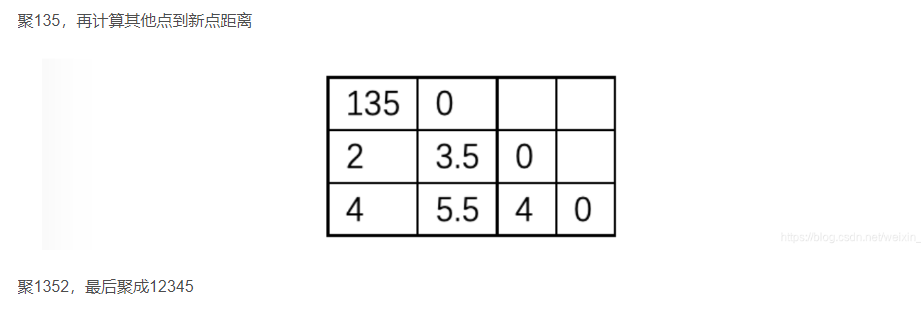 聚135，再计算其他点到新点距离
135 0
2 3.5 0
4 5.5 4 0
https://blog.csdn.net/weixin_
聚1352，最后聚成12345